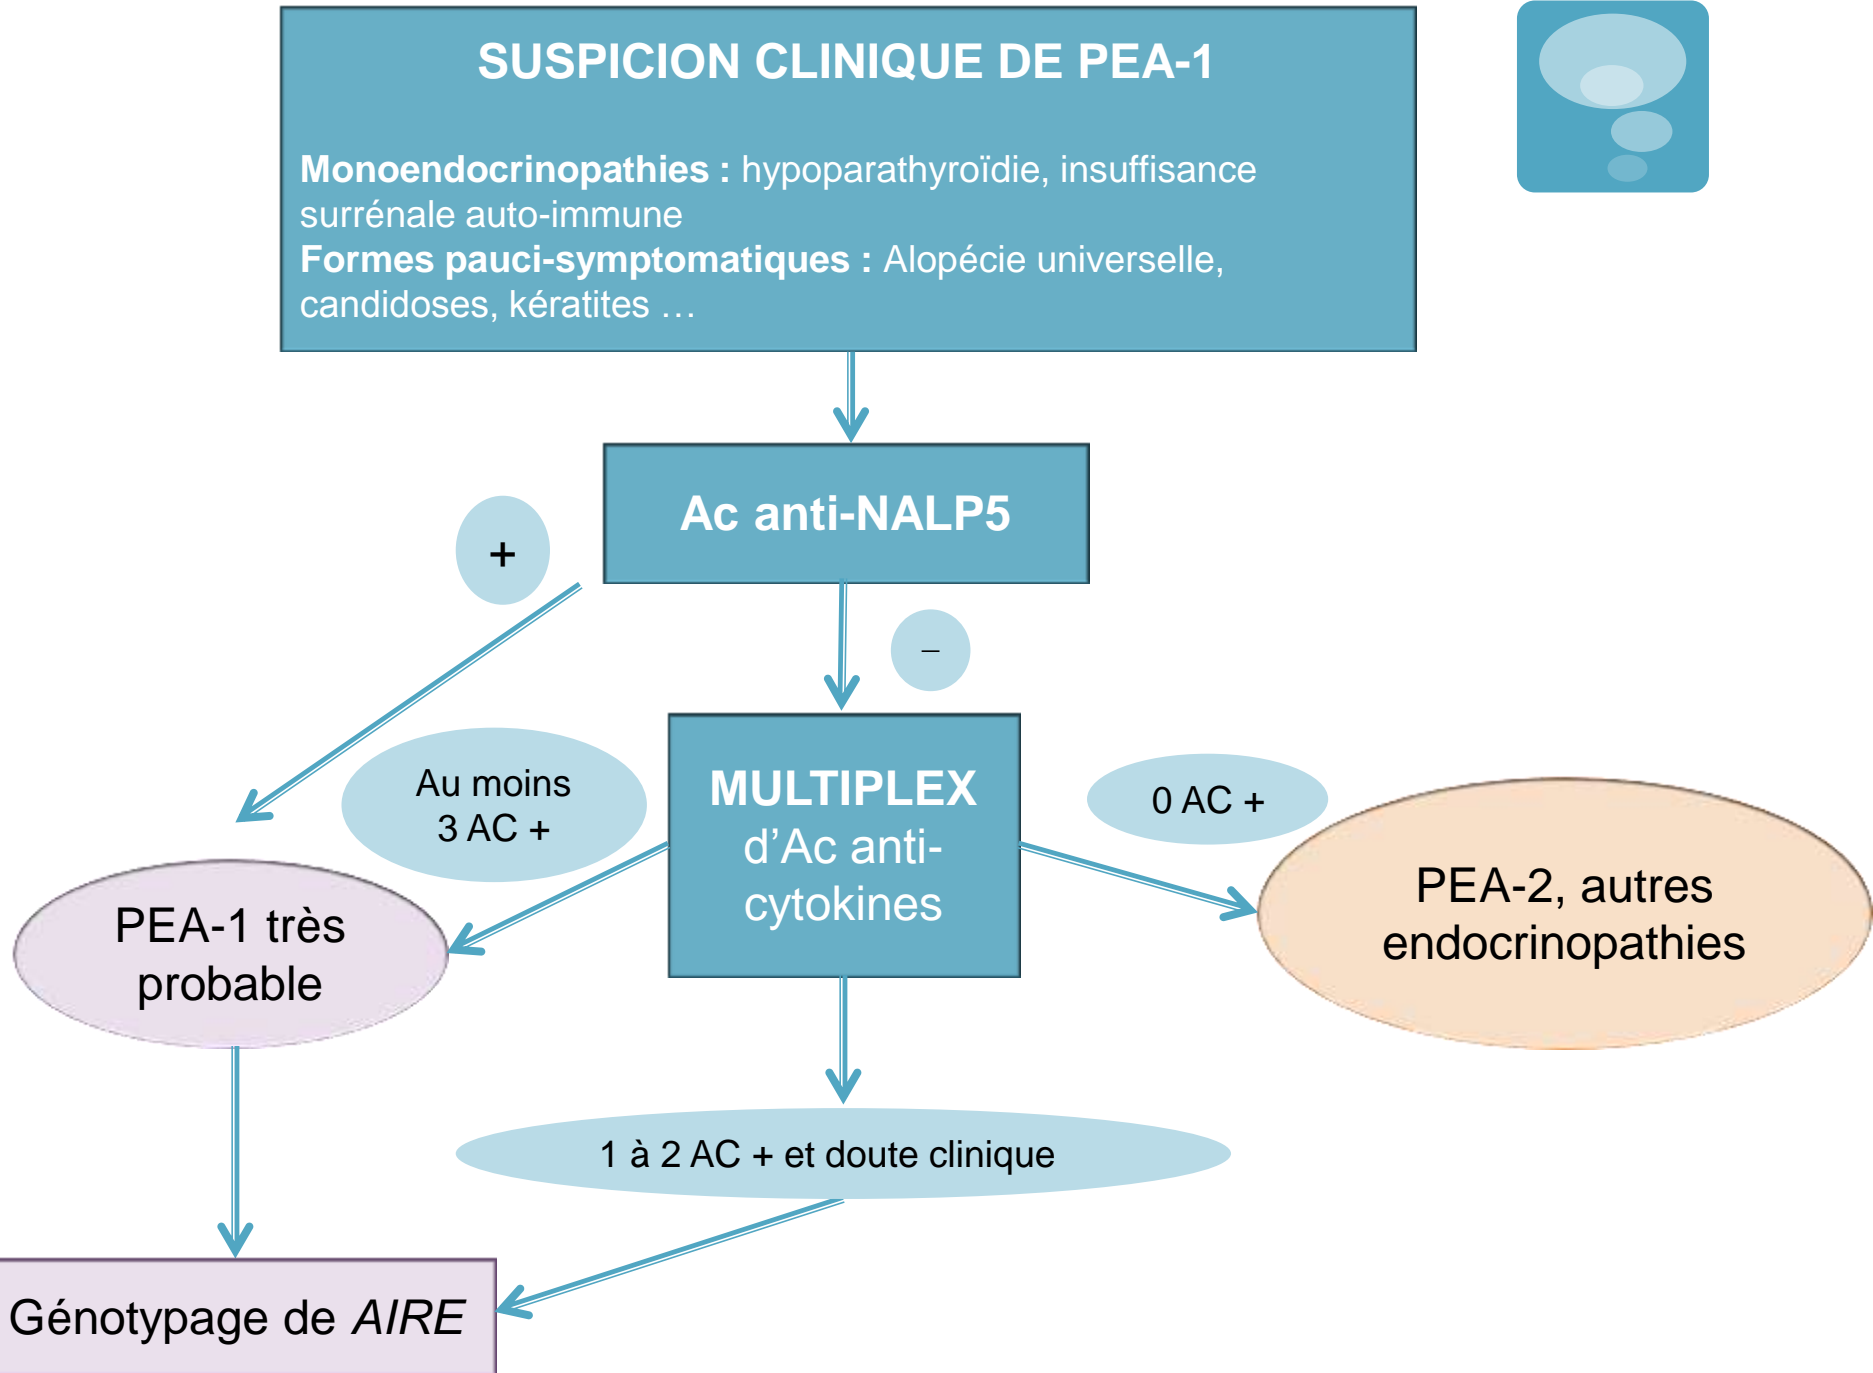 SUSPICION CLINIQUE DE PEA-1
Monoendocrinopathies : hypoparathyroïdie, insuffisance
surrénale auto-immune
Formes pauci-symptomatiques : Alopécie universelle,
candidoses, kératites …
Ac anti-NALP5
+
–
Au moins
3 AC +
MULTIPLEX
d’Ac anti-
cytokines
0 AC +
PEA-1 très
probable
PEA-2, autres
endocrinopathies
1 à 2 AC + et doute clinique
Génotypage de AIRE